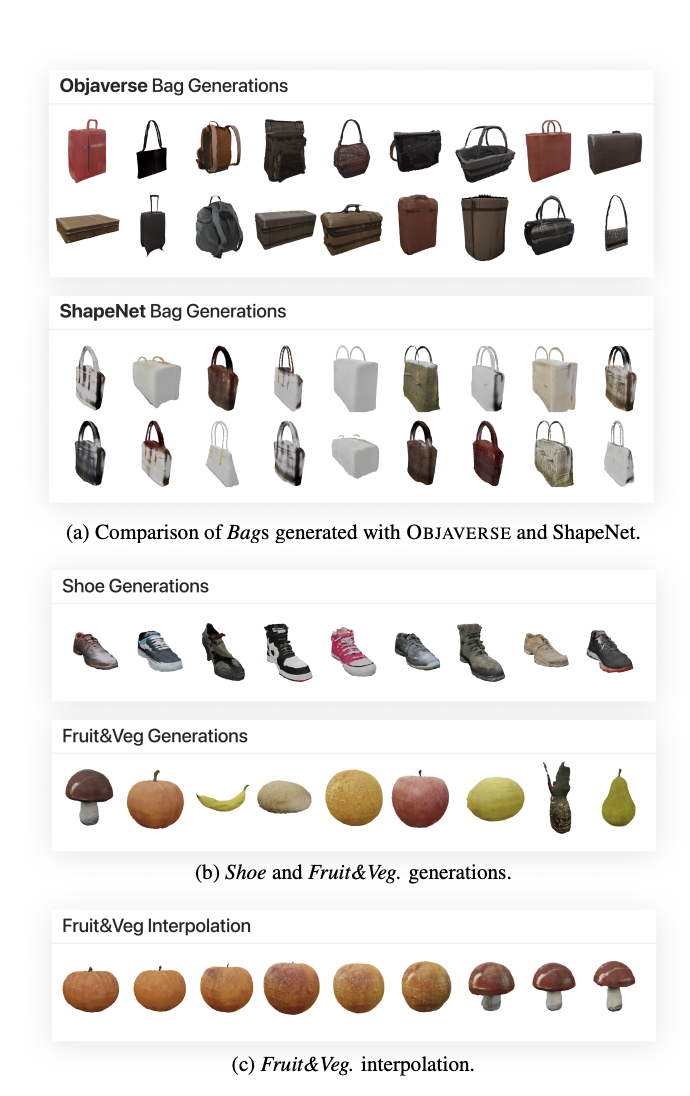 Objaverse Bag Generations
ShapeNet Bag Generations
(a) Comparison of Bags generated with OBJAVERSE and ShapeNet.
Shoe Generations
Fruit&Veg Generations
(b) Shoe and Fruit&Veg. generations.
Fruit&Veg Interpolation
(c) Fruit&Veg. interpolation.